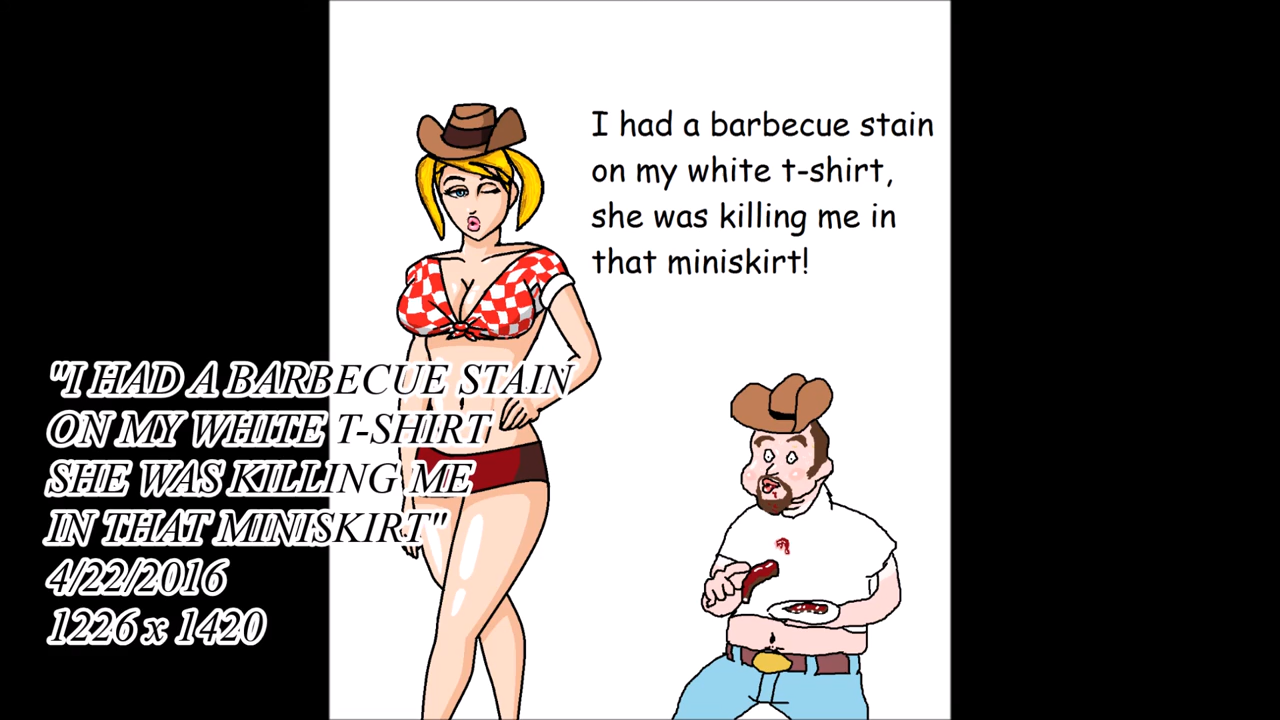 I had a barbecue stain
on my white t-shirt,
she was killing me in
that miniskirt!
"I HAD A BARBECUE STAIN
ON MY WHITE T-SHIRT
SHE WAS KILLING ME
IN THAT MINISKIRT"
4/22/2016
1226 x 1420